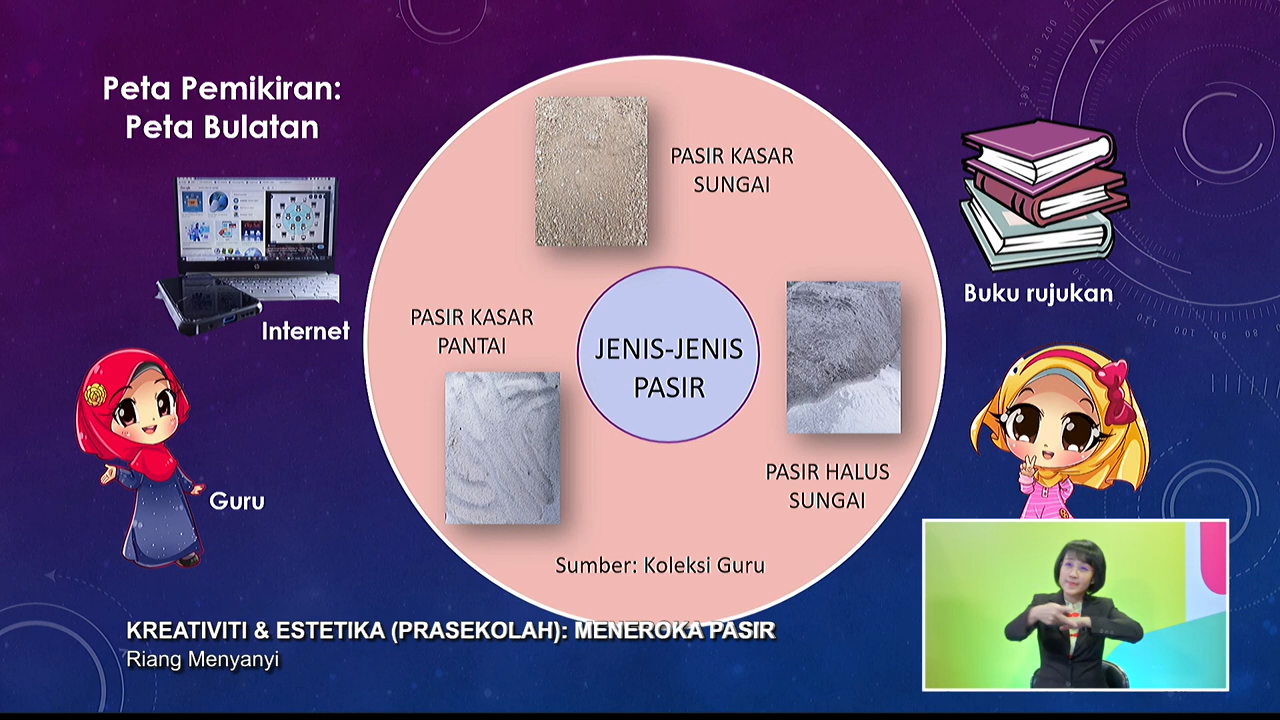 Peta Pemikiran:
Peta Bulatan
PASIR KASAR
SUNGAI
Internet
Buku rujukan
PASIR KASAR
PANTAI
JENIS-JENIS
PASIR
PASIR HALUS
SUNGAI
Guru
Sumber: Koleksi Guru
KREATIVITI & ESTETIKA (PRASEKOLAH): MENEROKA PASIR
Riang Menyanyi